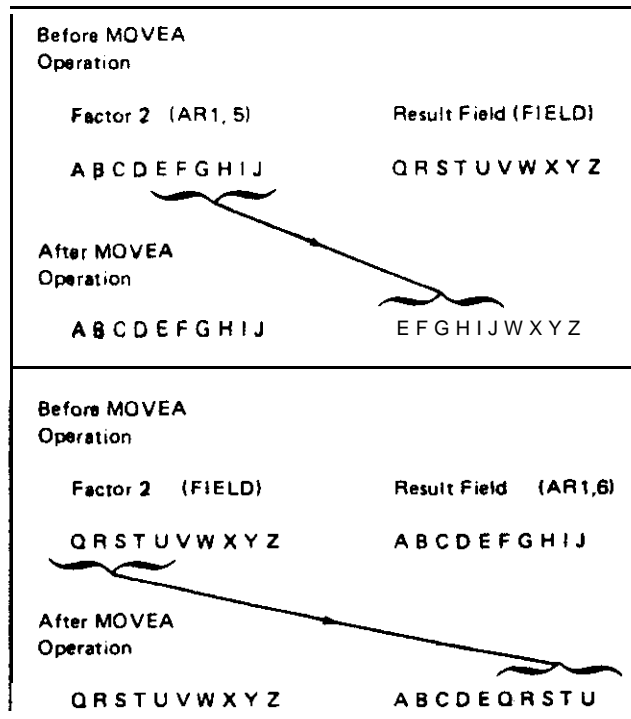 Before MOVEA
Operation
Factor 2 (AR1, 5) Result Field (FIELD)
A B C D E F G H I J Q R S T U V W X Y Z
After MOVEA
Operation
A B C D E F G H I J E F G H I J W X Y Z
Before MOVEA
Operation
Factor 2 (FIELD) Result Field (AR1,6)
Q R S T U V W X Y Z A B C D E F G H I J
After MOVEA
Operation
Q R S T U V W X Y Z A B C D E Q R S T U